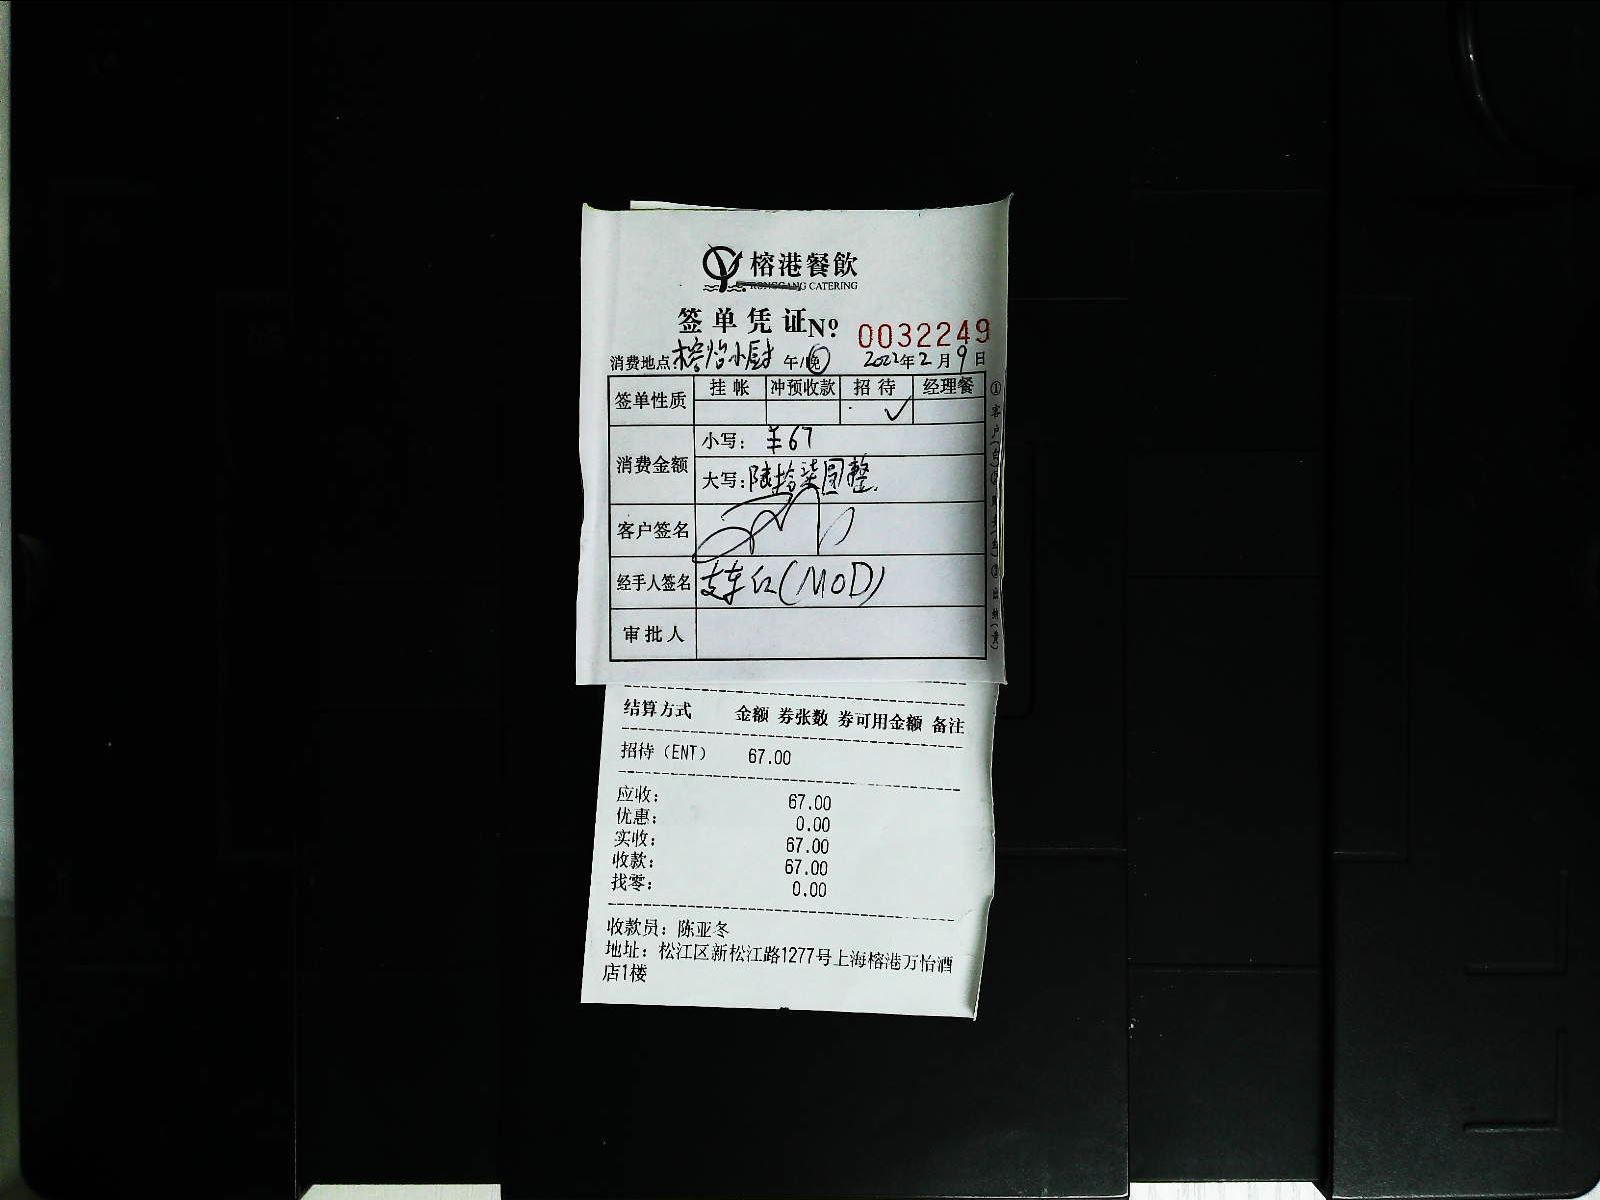 榕港餐飲
RONGGANG CATERING
签单凭证 Nº 0032249
消费地点:榕怡小厨 午/晚 2022年2月9日
签单性质 挂帐 冲预收款 招待 经理餐
✓
消费金额 小写: ¥67
大写:陆拾柒圆整
客户签名
经手人签名 (MOD)
审批人
结算方式 金额 券张数 券可用金额 备注
招待(ENT) 67.00
应收: 67.00
优惠: 0.00
实收: 67.00
收款: 67.00
找零: 0.00
收款员: 陈亚冬
地址: 松江区新松江路1277号上海榕港万怡酒
店1楼